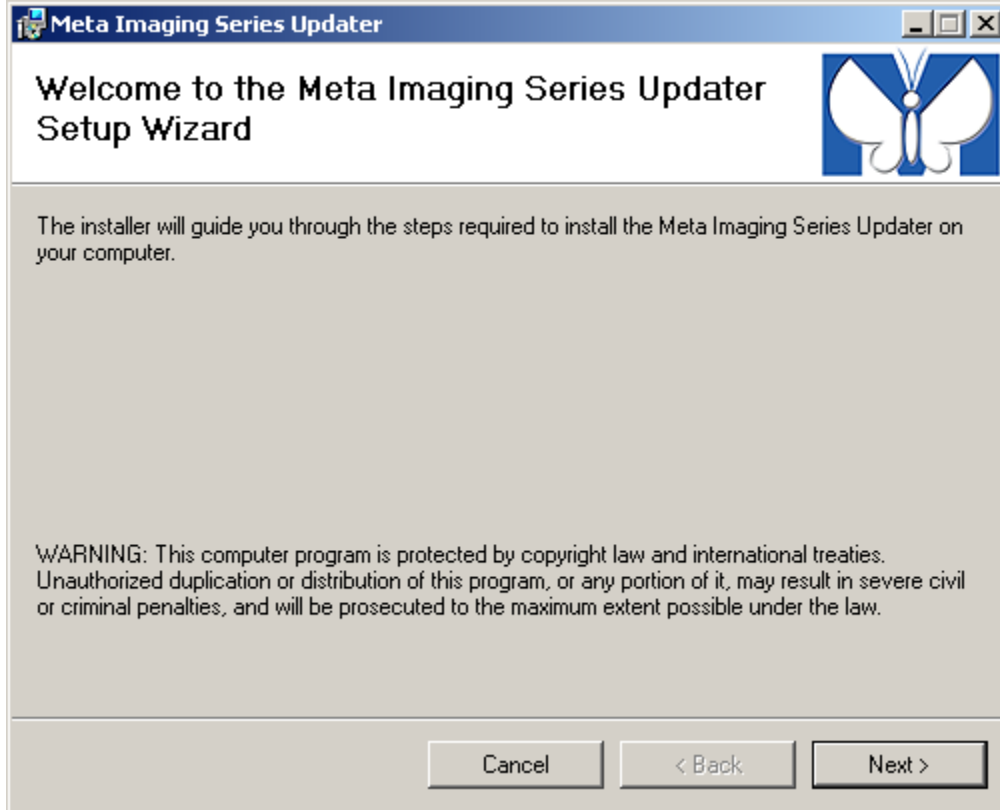 Meta Imaging Series Updater
Welcome to the Meta Imaging Series Updater
Setup Wizard
The installer will guide you through the steps required to install the Meta Imaging Series Updater on
your computer.
WARNING: This computer program is protected by copyright law and international treaties.
Unauthorized duplication or distribution of this program, or any portion of it, may result in severe civil
or criminal penalties, and will be prosecuted to the maximum extent possible under the law.
Cancel
< Back
Next >